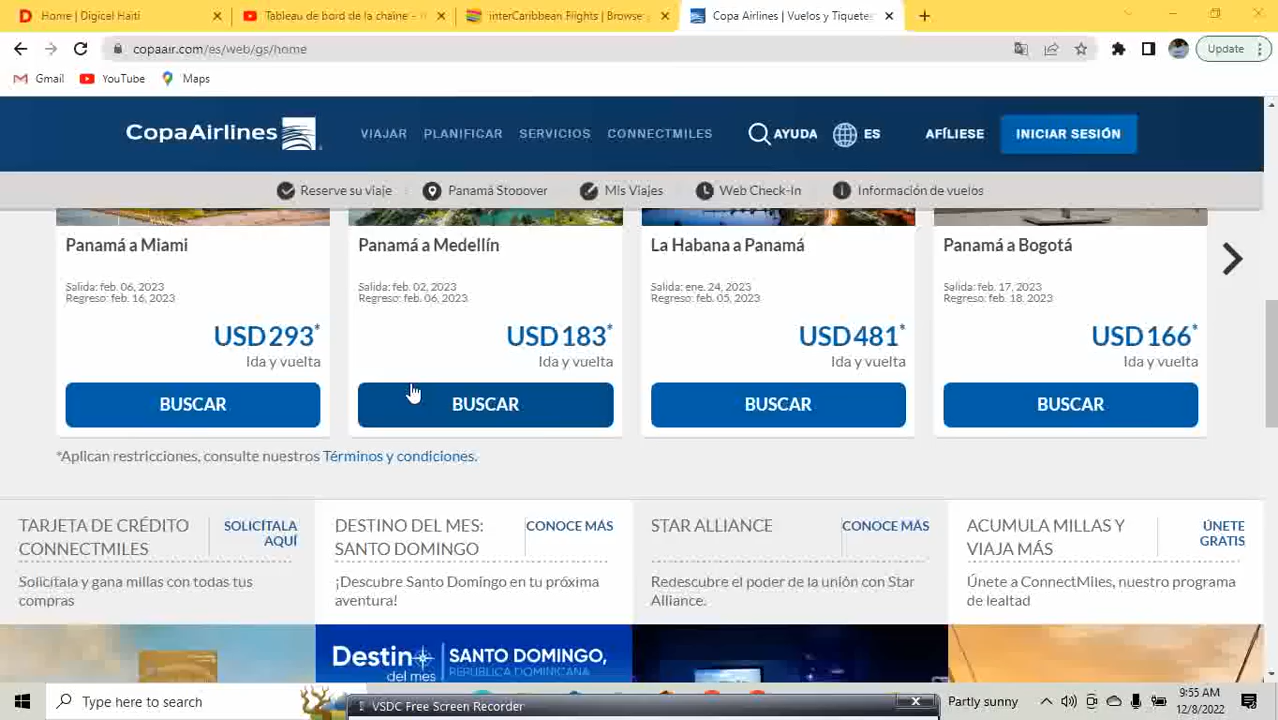 Home | Digicel Haiti
Tableau de bord de la chaîne -
interCaribbean Flights | Browse
Copa Airlines | Vuelos y Tiquete
copaair.com/es/web/gs/home
Update
Gmail
YouTube
Maps
CopaAirlines
VIAJAR
PLANIFICAR
SERVICIOS
CONNECTMILES
AYUDA
ES
AFÍLIESE
INICIAR SESIÓN
Reserve su viaje
Panamá Stopover
Mis Viajes
Web Check-In
Información de vuelos
Panamá a Miami
Salida: feb. 06, 2023
Regreso: feb. 16, 2023
USD293*
Ida y vuelta
BUSCAR
Panamá a Medellín
Salida: feb. 02, 2023
Regreso: feb. 06, 2023
USD183*
Ida y vuelta
BUSCAR
La Habana a Panamá
Salida: ene. 24, 2023
Regreso: feb. 05, 2023
USD481*
Ida y vuelta
BUSCAR
Panamá a Bogotá
Salida: feb. 17, 2023
Regreso: feb. 18, 2023
USD166*
Ida y vuelta
BUSCAR
*Aplican restricciones, consulte nuestros Términos y condiciones.
TARJETA DE CRÉDITO
CONNECTMILES
SOLICÍTALA
AQUÍ
Solicítala y gana millas con todas tus
compras
DESTINO DEL MES:
SANTO DOMINGO
CONOCE MÁS
¡Descubre Santo Domingo en tu próxima
aventura!
STAR ALLIANCE
CONOCE MÁS
Redescubre el poder de la unión con Star
Alliance.
ACUMULA MILLAS Y
VIAJA MÁS
ÚNETE
GRATIS
Únete a ConnectMiles, nuestro programa
de lealtad
Destino
del mes
SANTO DOMINGO,
REPÚBLICA DOMINICANA
Type here to search
VSDC Free Screen Recorder
Partly sunny
9:55 AM
12/8/2022